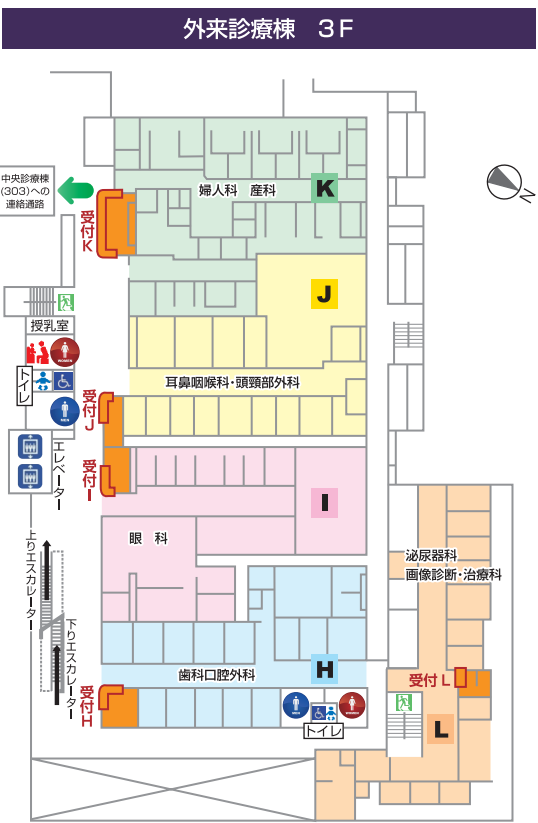 外来診療棟　3F
中央診療棟
(303)への
連絡通路
婦人科　産科
K
受付K
N
J
授乳室
WOMEN
トイレ
MEN
耳鼻咽喉科・頭頸部外科
受付J
エレベーター
受付I
I
眼　科
泌尿器科
画像診断・治療科
上りエスカレーター
下りエスカレーター
歯科口腔外科
H
受付H
受付L
MEN
WOMEN
トイレ
L